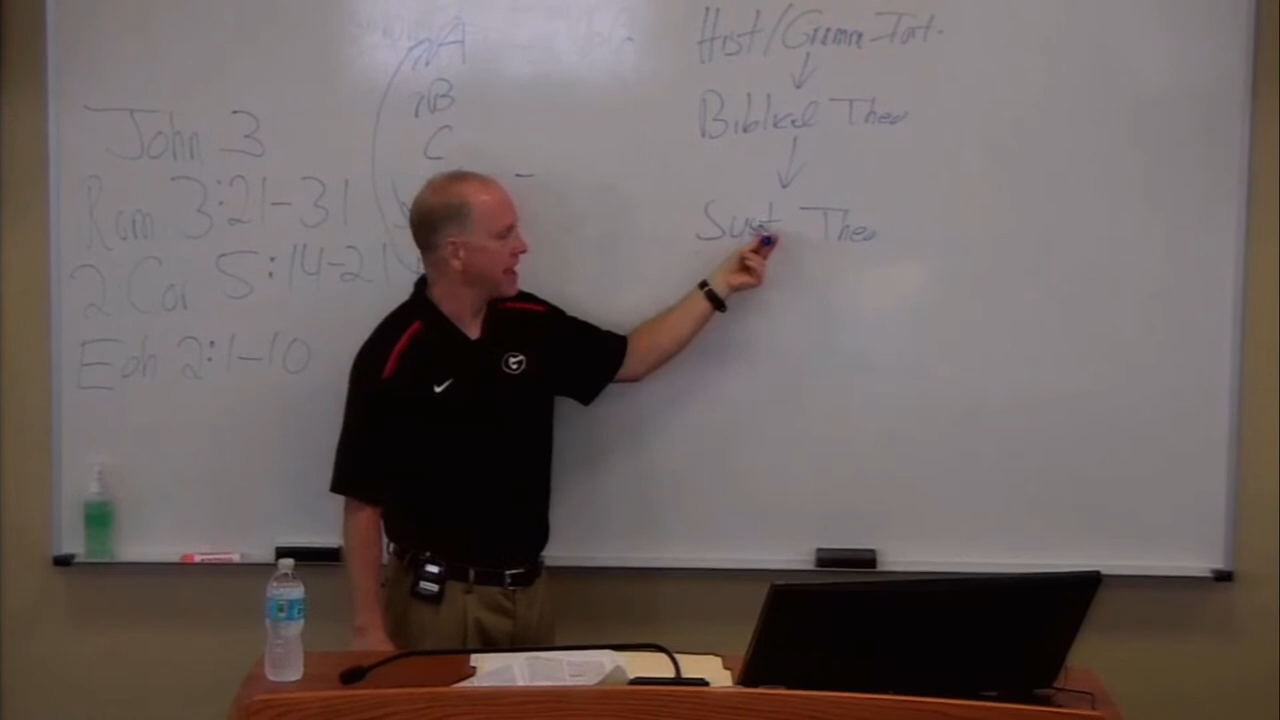 John 3
Rom 3:21-31
2 Cor 5:14-21
Eph 2:1-10
A
B
C
Hist/Gramm Int.
Biblical Theo
Syst Theo